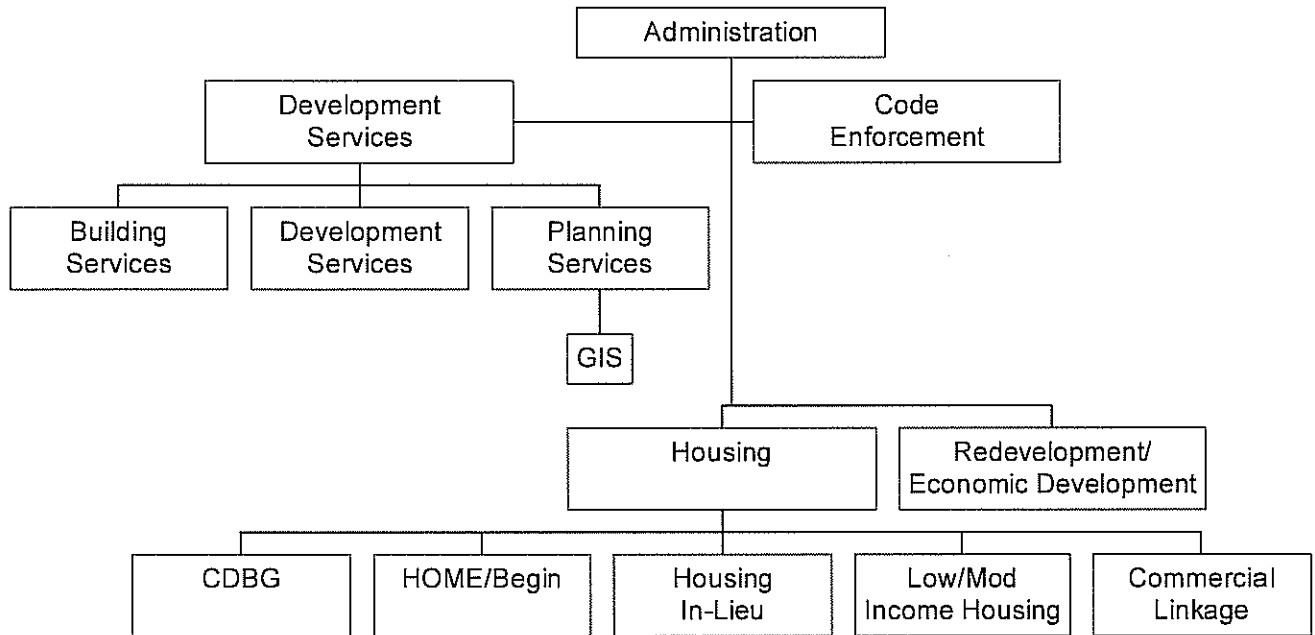 Administration
Development
Services
Code
Enforcement
Building
Services
Development
Services
Planning
Services
GIS
Housing
Redevelopment/
Economic Development
CDBG
HOME/Begin
Housing
In-Lieu
Low/Mod
Income Housing
Commercial
Linkage